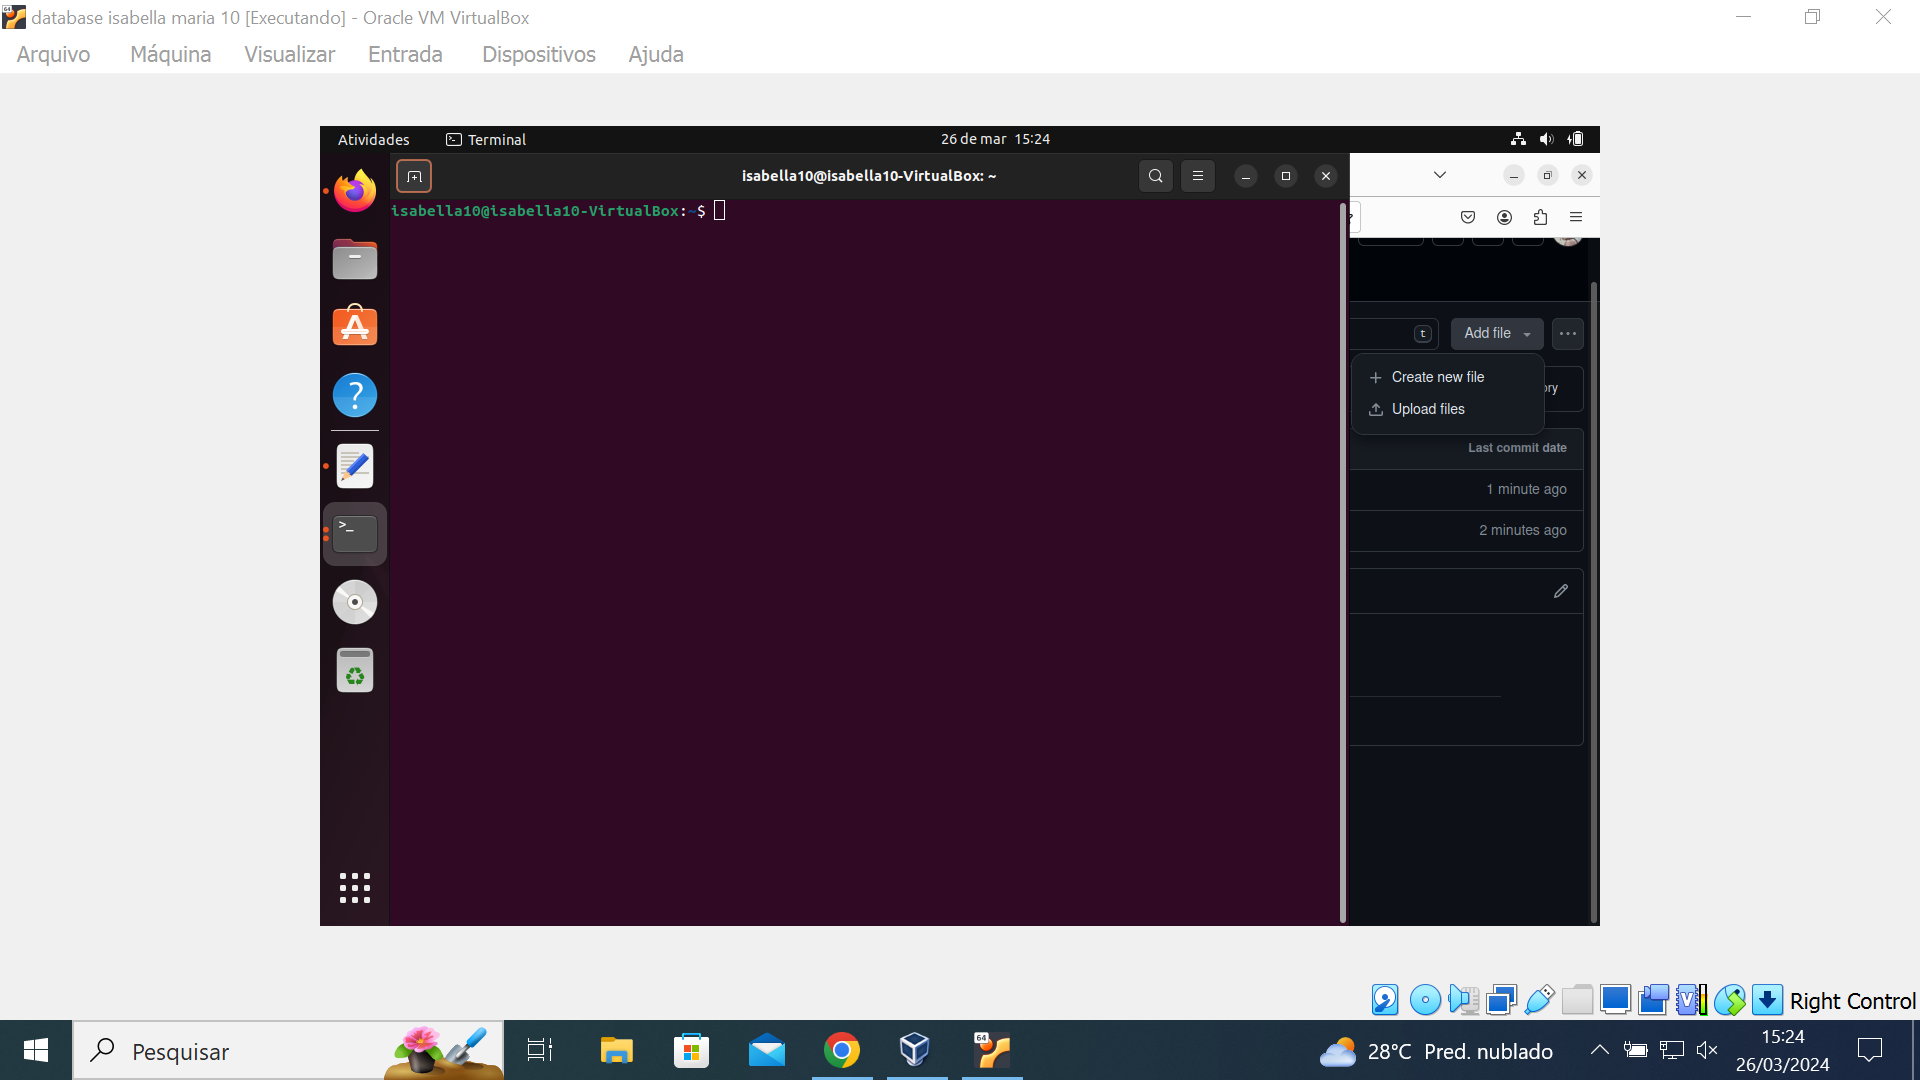 database isabella maria 10 [Executando] - Oracle VM VirtualBox
Arquivo Máquina Visualizar Entrada Dispositivos Ajuda
Atividades Terminal 26 de mar 15:24
isabella10@isabella10-VirtualBox: ~
isabella10@isabella10-VirtualBox:~$
t Add file
Create new file
Upload files
Last commit date
1 minute ago
2 minutes ago
>_
?
64
V
Right Control
Pesquisar
64
28°C Pred. nublado
15:24
26/03/2024